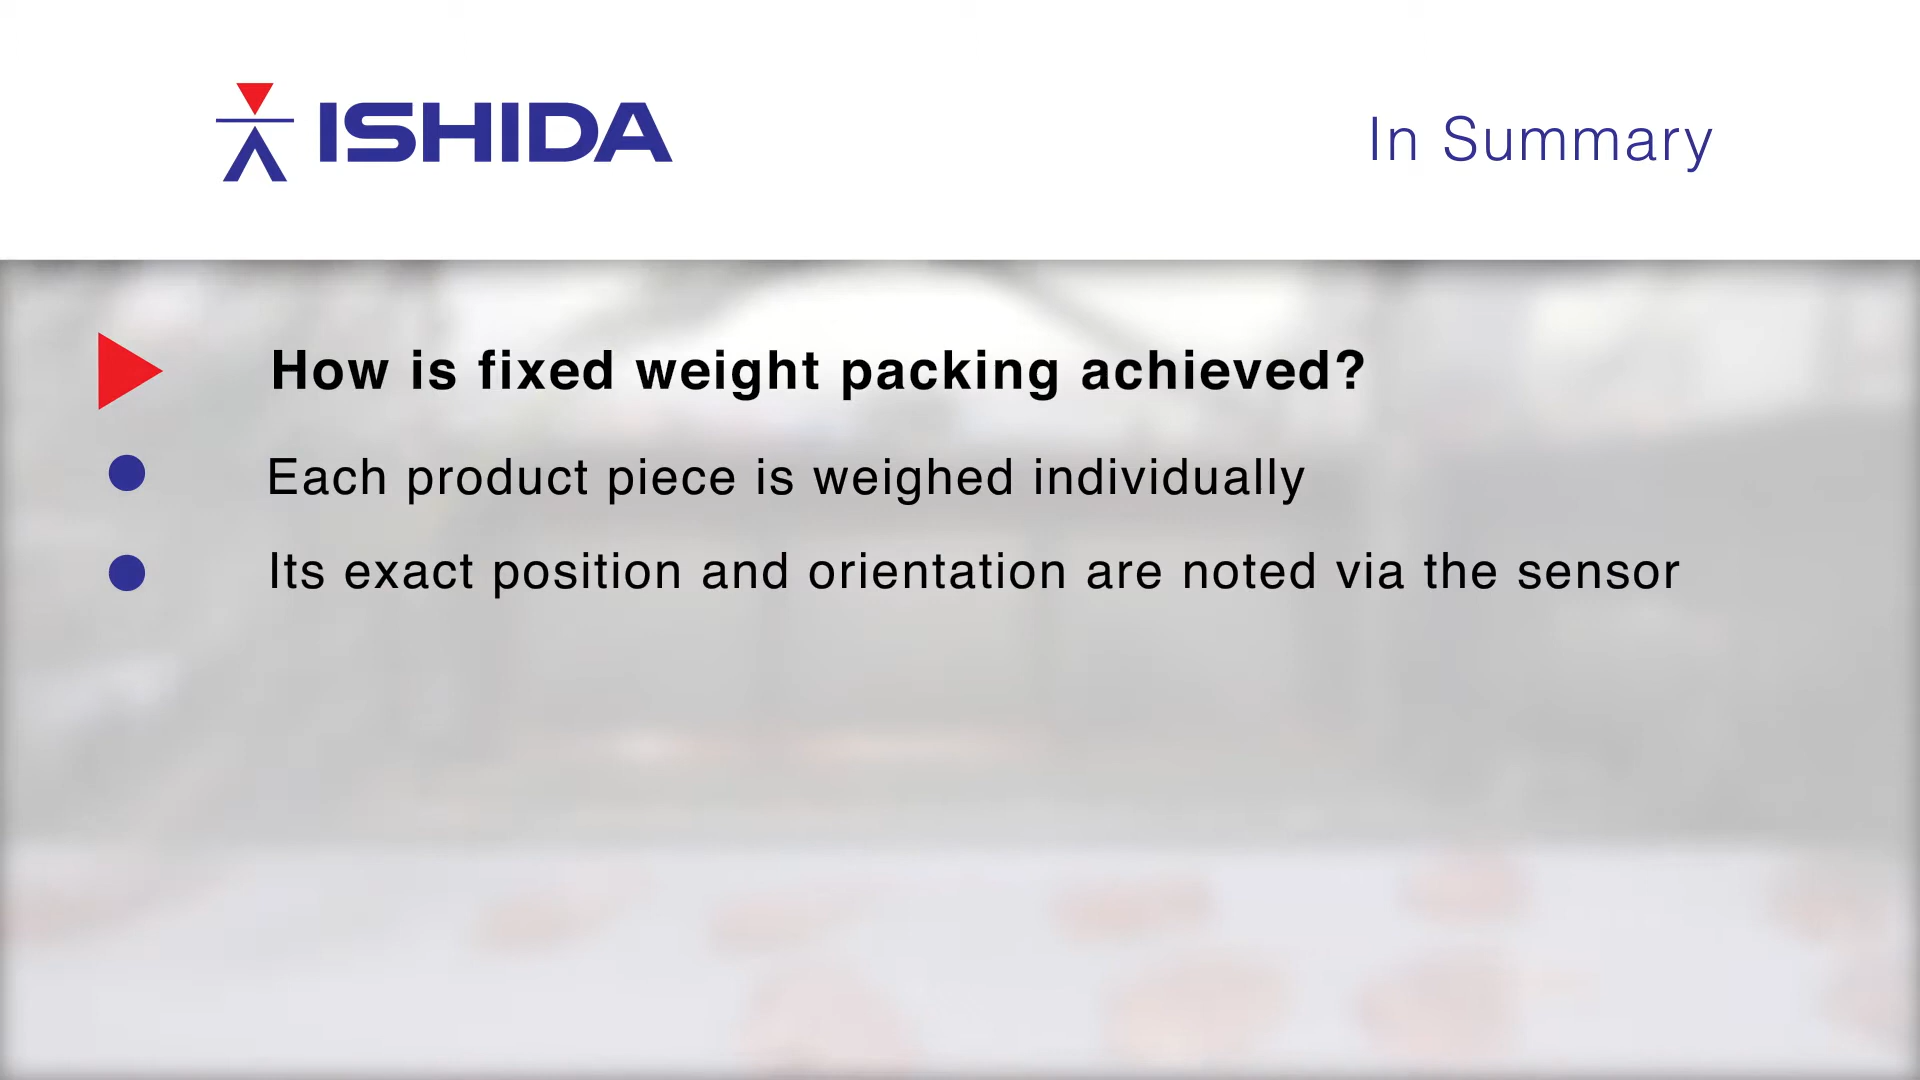 ISHIDA
In Summary
How is fixed weight packing achieved?
Each product piece is weighed individually
Its exact position and orientation are noted via the sensor